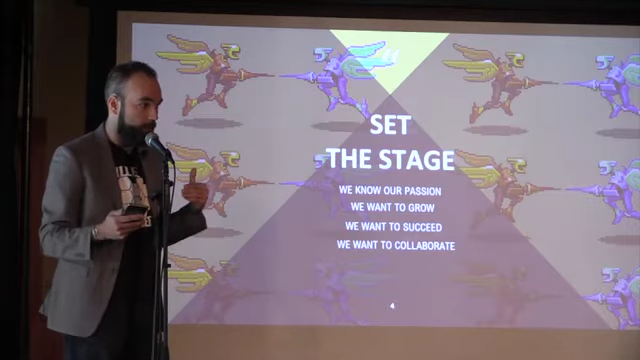 SET
THE STAGE
WE KNOW OUR PASSION
WE WANT TO GROW
WE WANT TO SUCCEED
WE WANT TO COLLABORATE
4